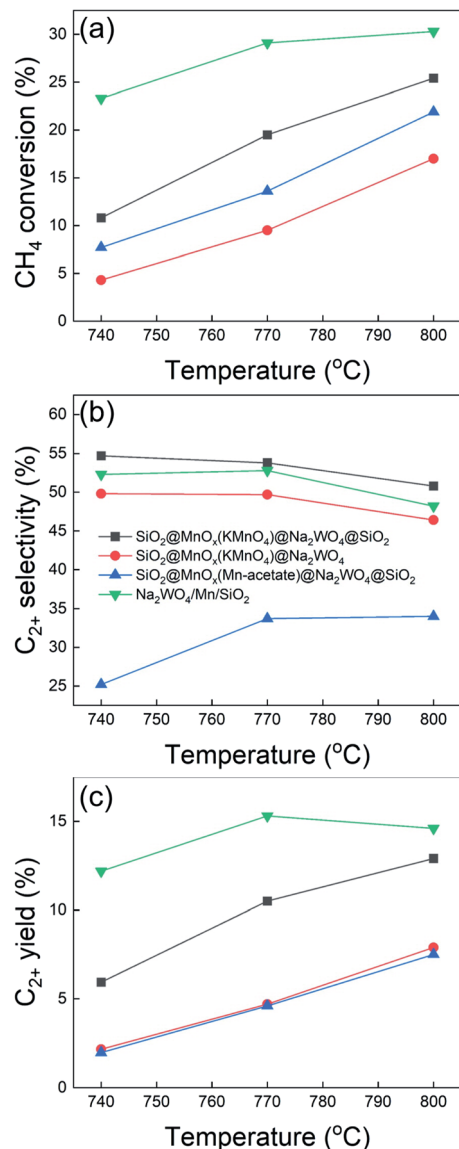 (a)
CH₄ conversion (%)
30
25
20
15
10
5
0
740 750 760 770 780 790 800
Temperature (°C)
(b)
C₂₊ selectivity (%)
60
55
50
45
40
35
30
25
SiO₂@MnOₓ(KMnO₄)@Na₂WO₄@SiO₂
SiO₂@MnOₓ(KMnO₄)@Na₂WO₄
SiO₂@MnOₓ(Mn-acetate)@Na₂WO₄@SiO₂
Na₂WO₄/Mn/SiO₂
740 750 760 770 780 790 800
Temperature (°C)
(c)
C₂₊ yield (%)
15
10
5
0
740 750 760 770 780 790 800
Temperature (°C)